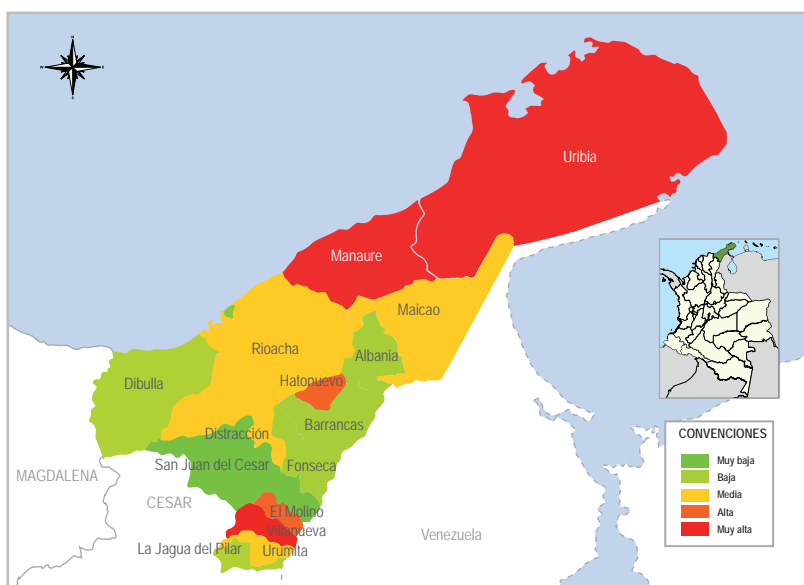 N
W E
S
Uribia
Manaure
Maicao
Rioacha
Albania
Dibulla
Hatonuevo
Barrancas
Distracción
San Juan del Cesar
Fonseca
MAGDALENA
CESAR
El Molino
Villanueva
Venezuela
La Jagua del Pilar
Urumita
CONVENCIONES
Muy baja
Baja
Media
Alta
Muy alta